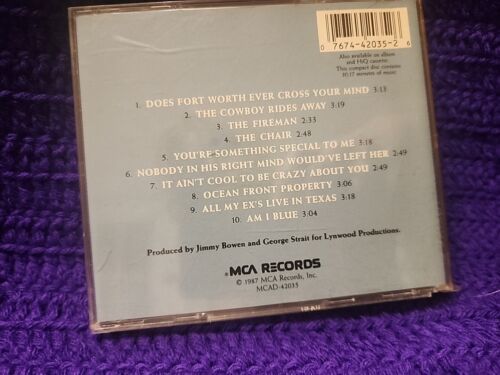 0 7674-42035-2 6
Also available on album
and HiQ cassette.
This compact disc contains
30:17 minutes of music
1. DOES FORT WORTH EVER CROSS YOUR MIND 3:13
2. THE COWBOY RIDES AWAY 3:19
3. THE FIREMAN 2:33
4. THE CHAIR 2:48
5. YOU'RE SOMETHING SPECIAL TO ME 3:18
6. NOBODY IN HIS RIGHT MIND WOULD'VE LEFT HER 2:49
7. IT AIN'T COOL TO BE CRAZY ABOUT YOU 2:49
8. OCEAN FRONT PROPERTY 3:06
9. ALL MY EX'S LIVE IN TEXAS 3:18
10. AM I BLUE 3:04
Produced by Jimmy Bowen and George Strait for Lynwood Productions.
MCA RECORDS
© 1987 MCA Records, Inc.
MCAD-42035